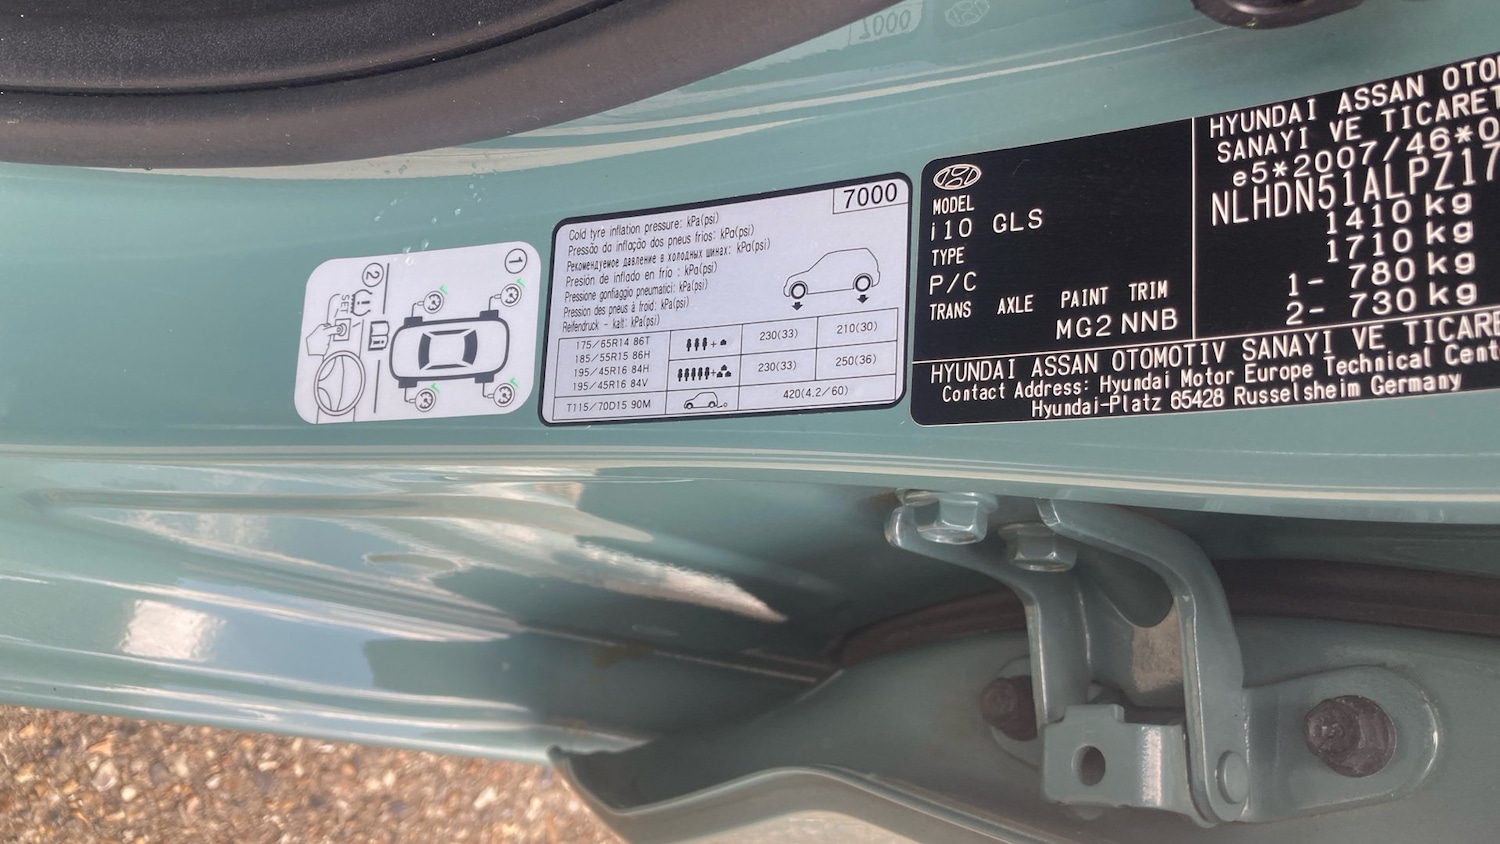 1
2
SET
7000
Cold tyre inflation pressure: kPa(psi)
Pressão da inflação dos pneus frios: kPa(psi)
Рекомендуемое давление в холодных шинах: kPa(psi)
Presión de inflado en frio : kPa(psi)
Pressione gonfiaggio pneumatici: kPa(psi)
Pression des pneus à froid: kPa(psi)
Reifendruck - kalt: kPa(psi)
175/65R14 86T
185/55R15 86H
195/45R16 84H
195/45R16 84V
230(33) 210(30)
230(33) 250(36)
T115/70D15 90M 420(4.2/60)
MODEL
i10 GLS
TYPE
P/C
TRANS AXLE PAINT TRIM
MG2 NNB
HYUNDAI ASSAN OTO
SANAYI VE TICARET
e5*2007/46*0
NLHDN51ALPZ17
1410 kg
1710 kg
1- 780 kg
2- 730 kg
HYUNDAI ASSAN OTOMOTIV SANAYI VE TICARE
Contact Address: Hyundai Motor Europe Technical Cent
Hyundai-Platz 65428 Russelsheim Germany